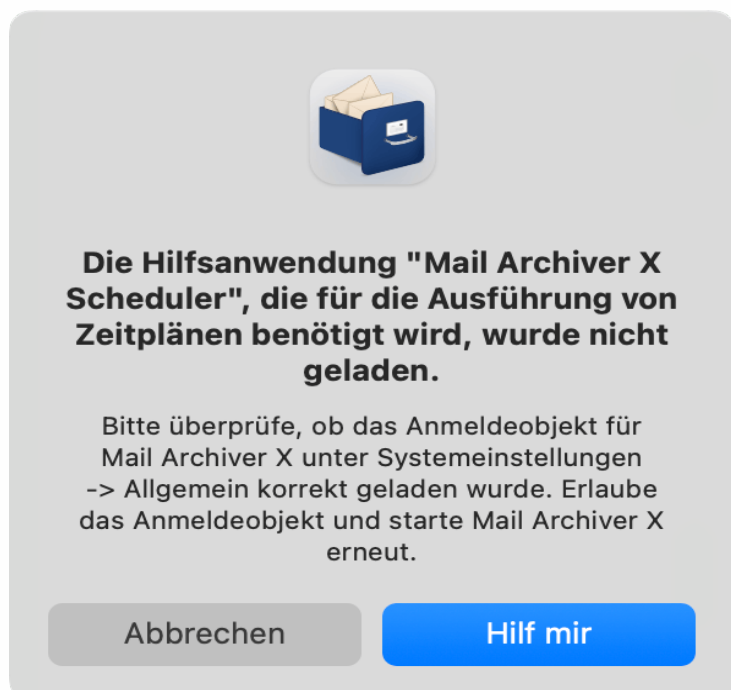 Die Hilfsanwendung "Mail Archiver X
Scheduler", die für die Ausführung von
Zeitplänen benötigt wird, wurde nicht
geladen.
Bitte überprüfe, ob das Anmeldeobjekt für
Mail Archiver X unter Systemeinstellungen
-> Allgemein korrekt geladen wurde. Erlaube
das Anmeldeobjekt und starte Mail Archiver X
erneut.
Abbrechen
Hilf mir